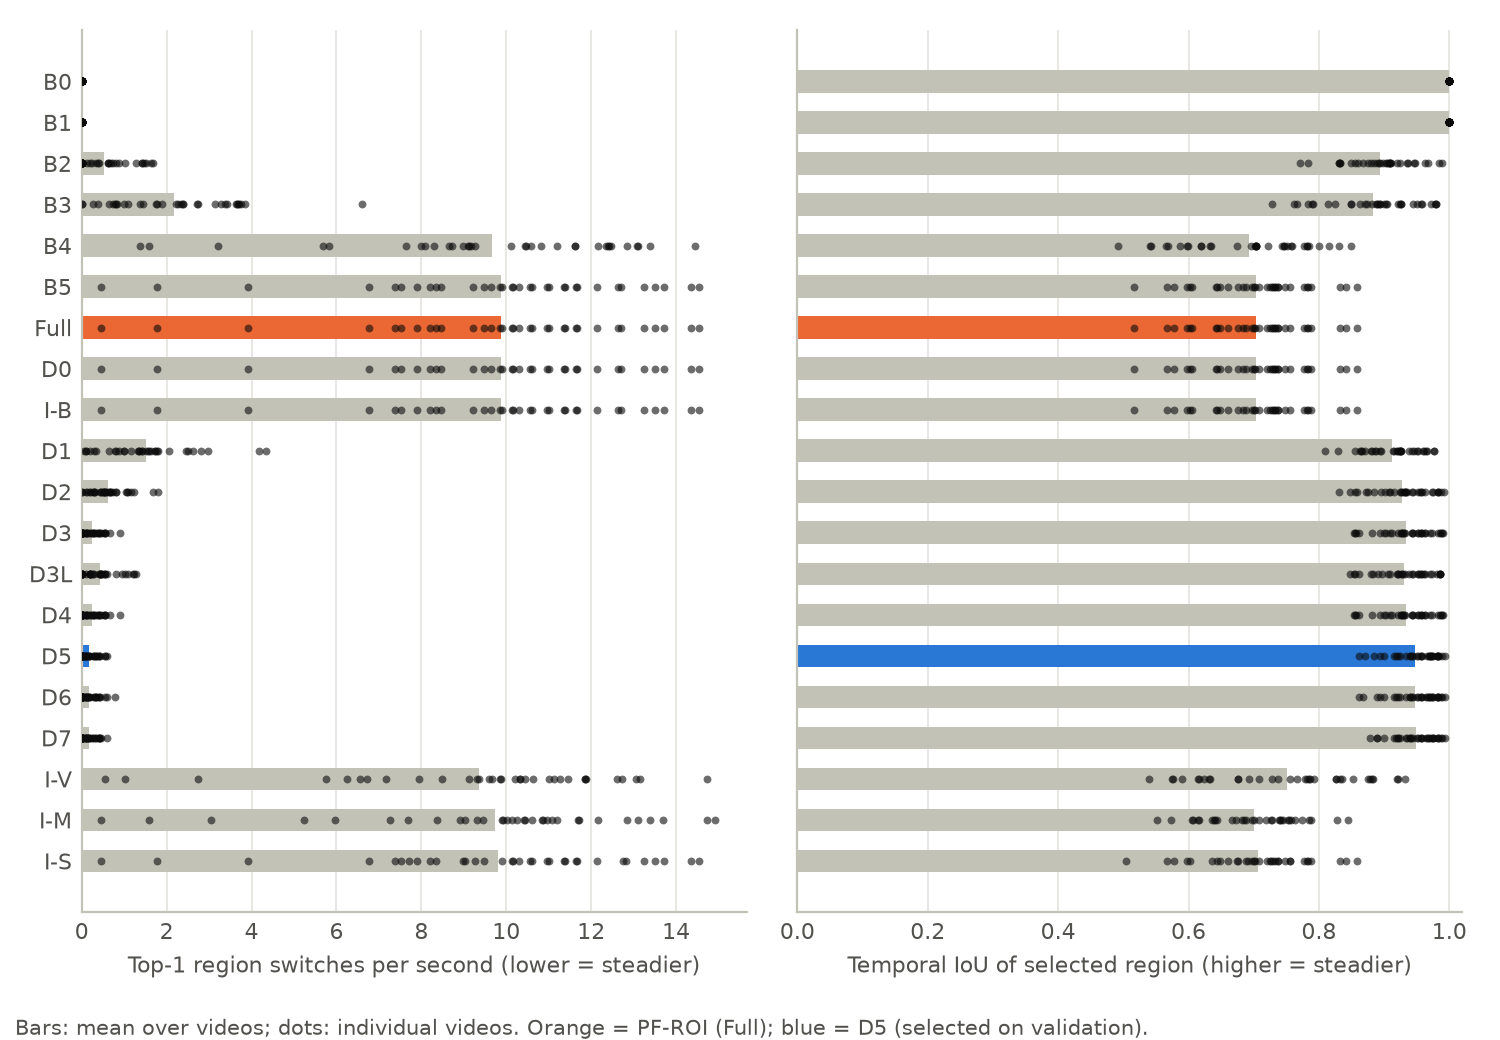 B0
B1
B2
B3
B4
B5
Full
D0
I-B
D1
D2
D3
D3L
D4
D5
D6
D7
I-V
I-M
I-S
0 2 4 6 8 10 12 14
0.0 0.2 0.4 0.6 0.8 1.0
Top-1 region switches per second (lower = steadier)
Temporal IoU of selected region (higher = steadier)
Bars: mean over videos; dots: individual videos. Orange = PF-ROI (Full); blue = D5 (selected on validation).